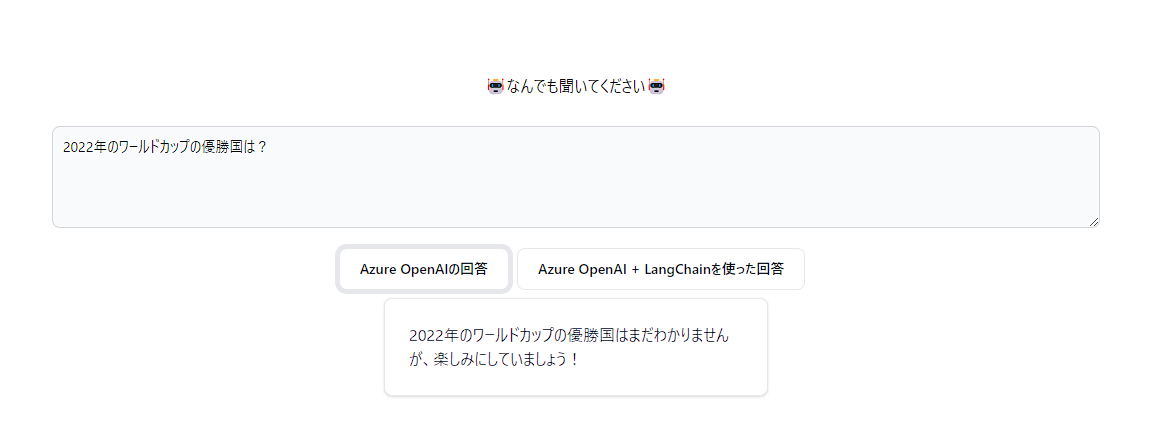 🤖なんでも聞いてください🤖
2022年のワールドカップの優勝国は？
Azure OpenAIの回答
Azure OpenAI + LangChainを使った回答
2022年のワールドカップの優勝国はまだわかりません
が、楽しみにしていましょう！